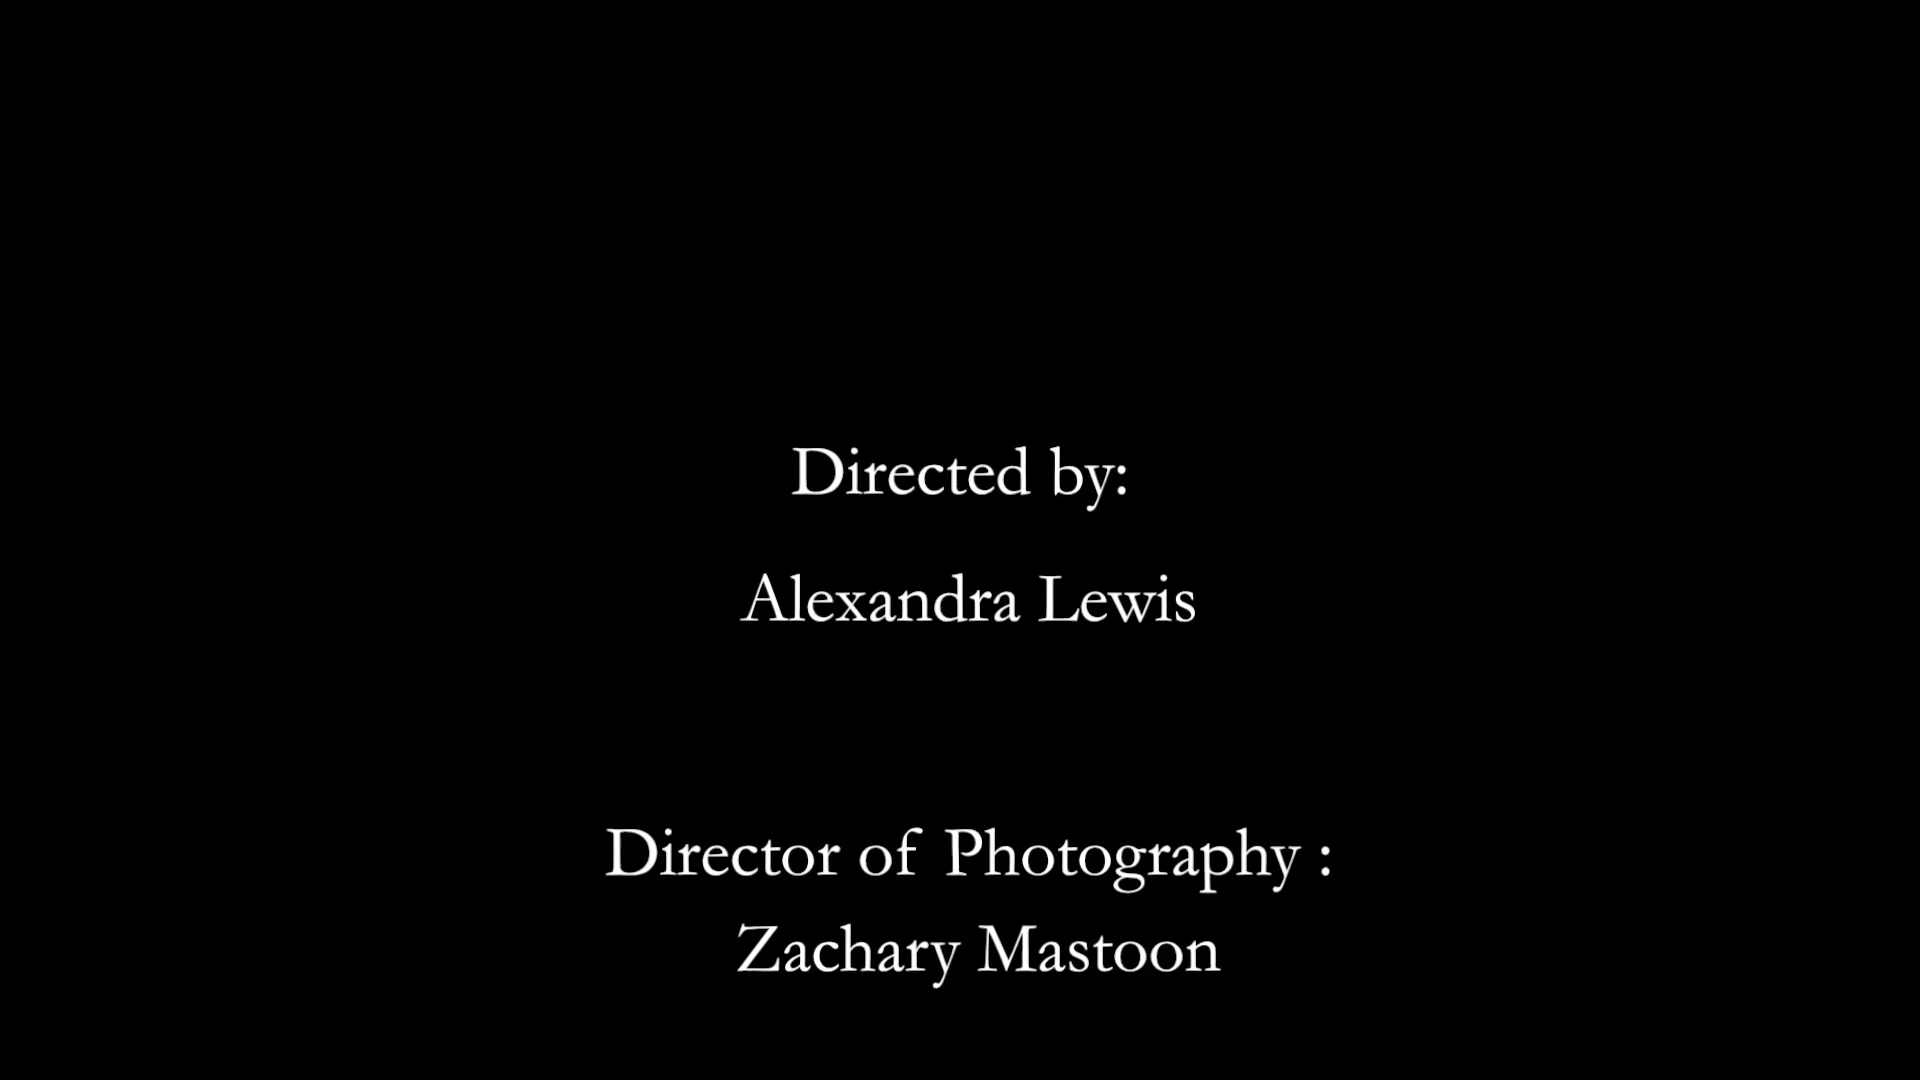 Directed by:
Alexandra Lewis
Director of Photography :
Zachary Mastoon